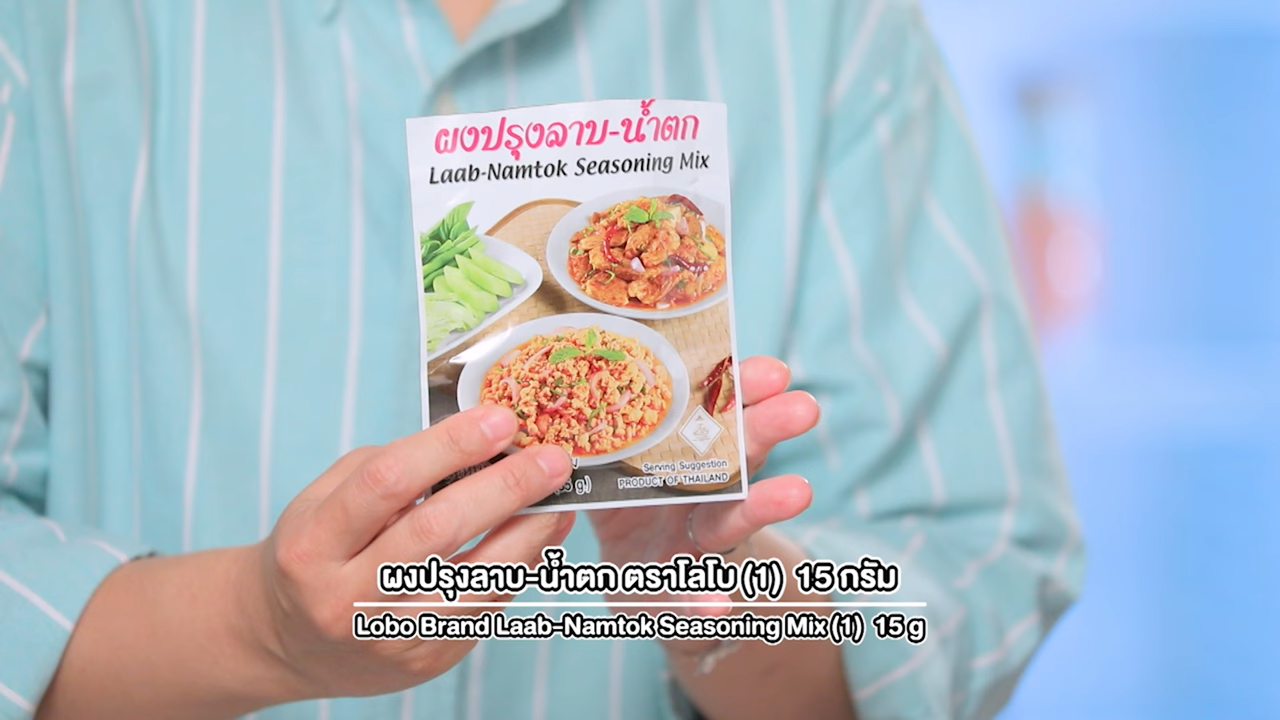 ผงปรุงลาบ-น้ำตก
Laab-Namtok Seasoning Mix
Serving Suggestion
PRODUCT OF THAILAND
ผงปรุงลาบ-น้ำตก ตราโลโบ (1) 15 กรัม
Lobo Brand Laab-Namtok Seasoning Mix (1) 15 g